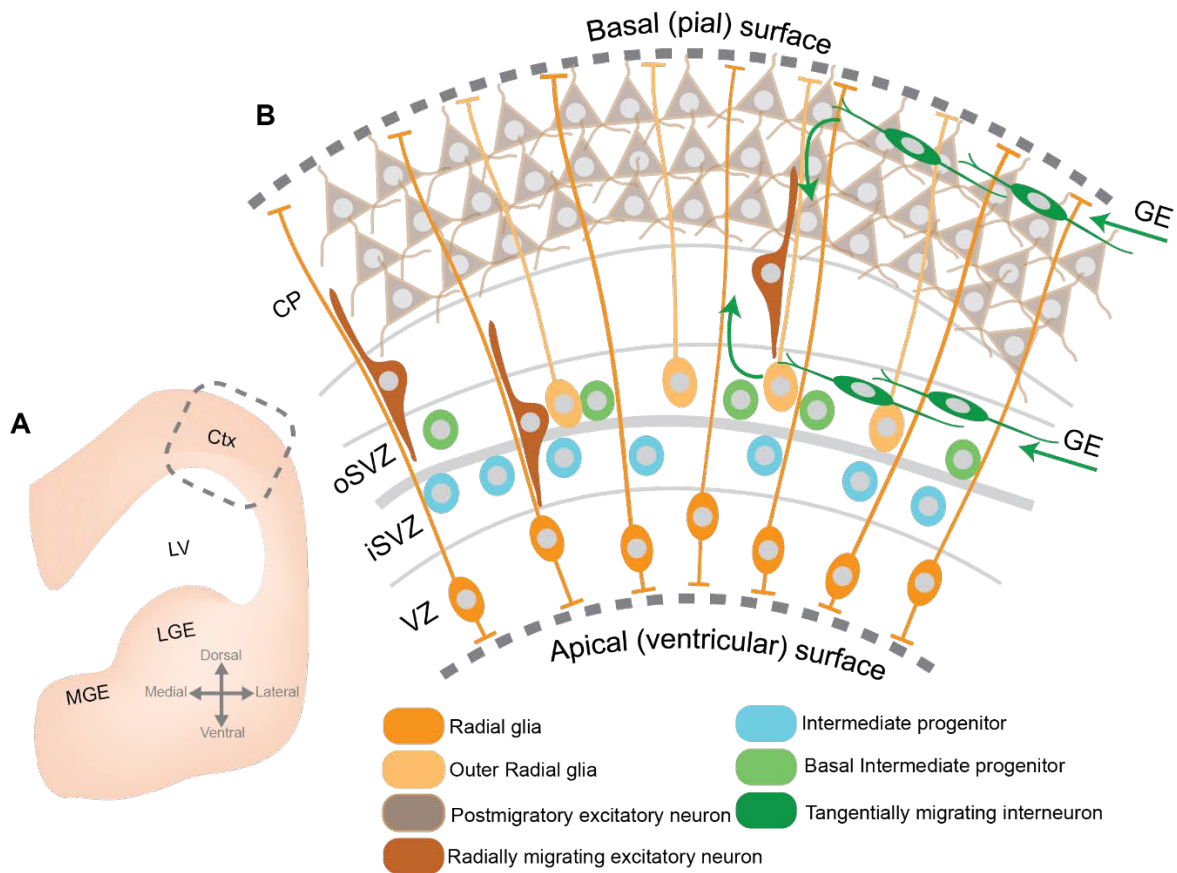 Basal (pial) surface
B
GE
CP
A
Ctx
oSVZ
GE
LV
iSVZ
VZ
LGE
Apical (ventricular) surface
Dorsal
MGE
Medial
Lateral
Ventral
Radial glia
Outer Radial glia
Postmigratory excitatory neuron
Radially migrating excitatory neuron
Intermediate progenitor
Basal Intermediate progenitor
Tangentially migrating interneuron